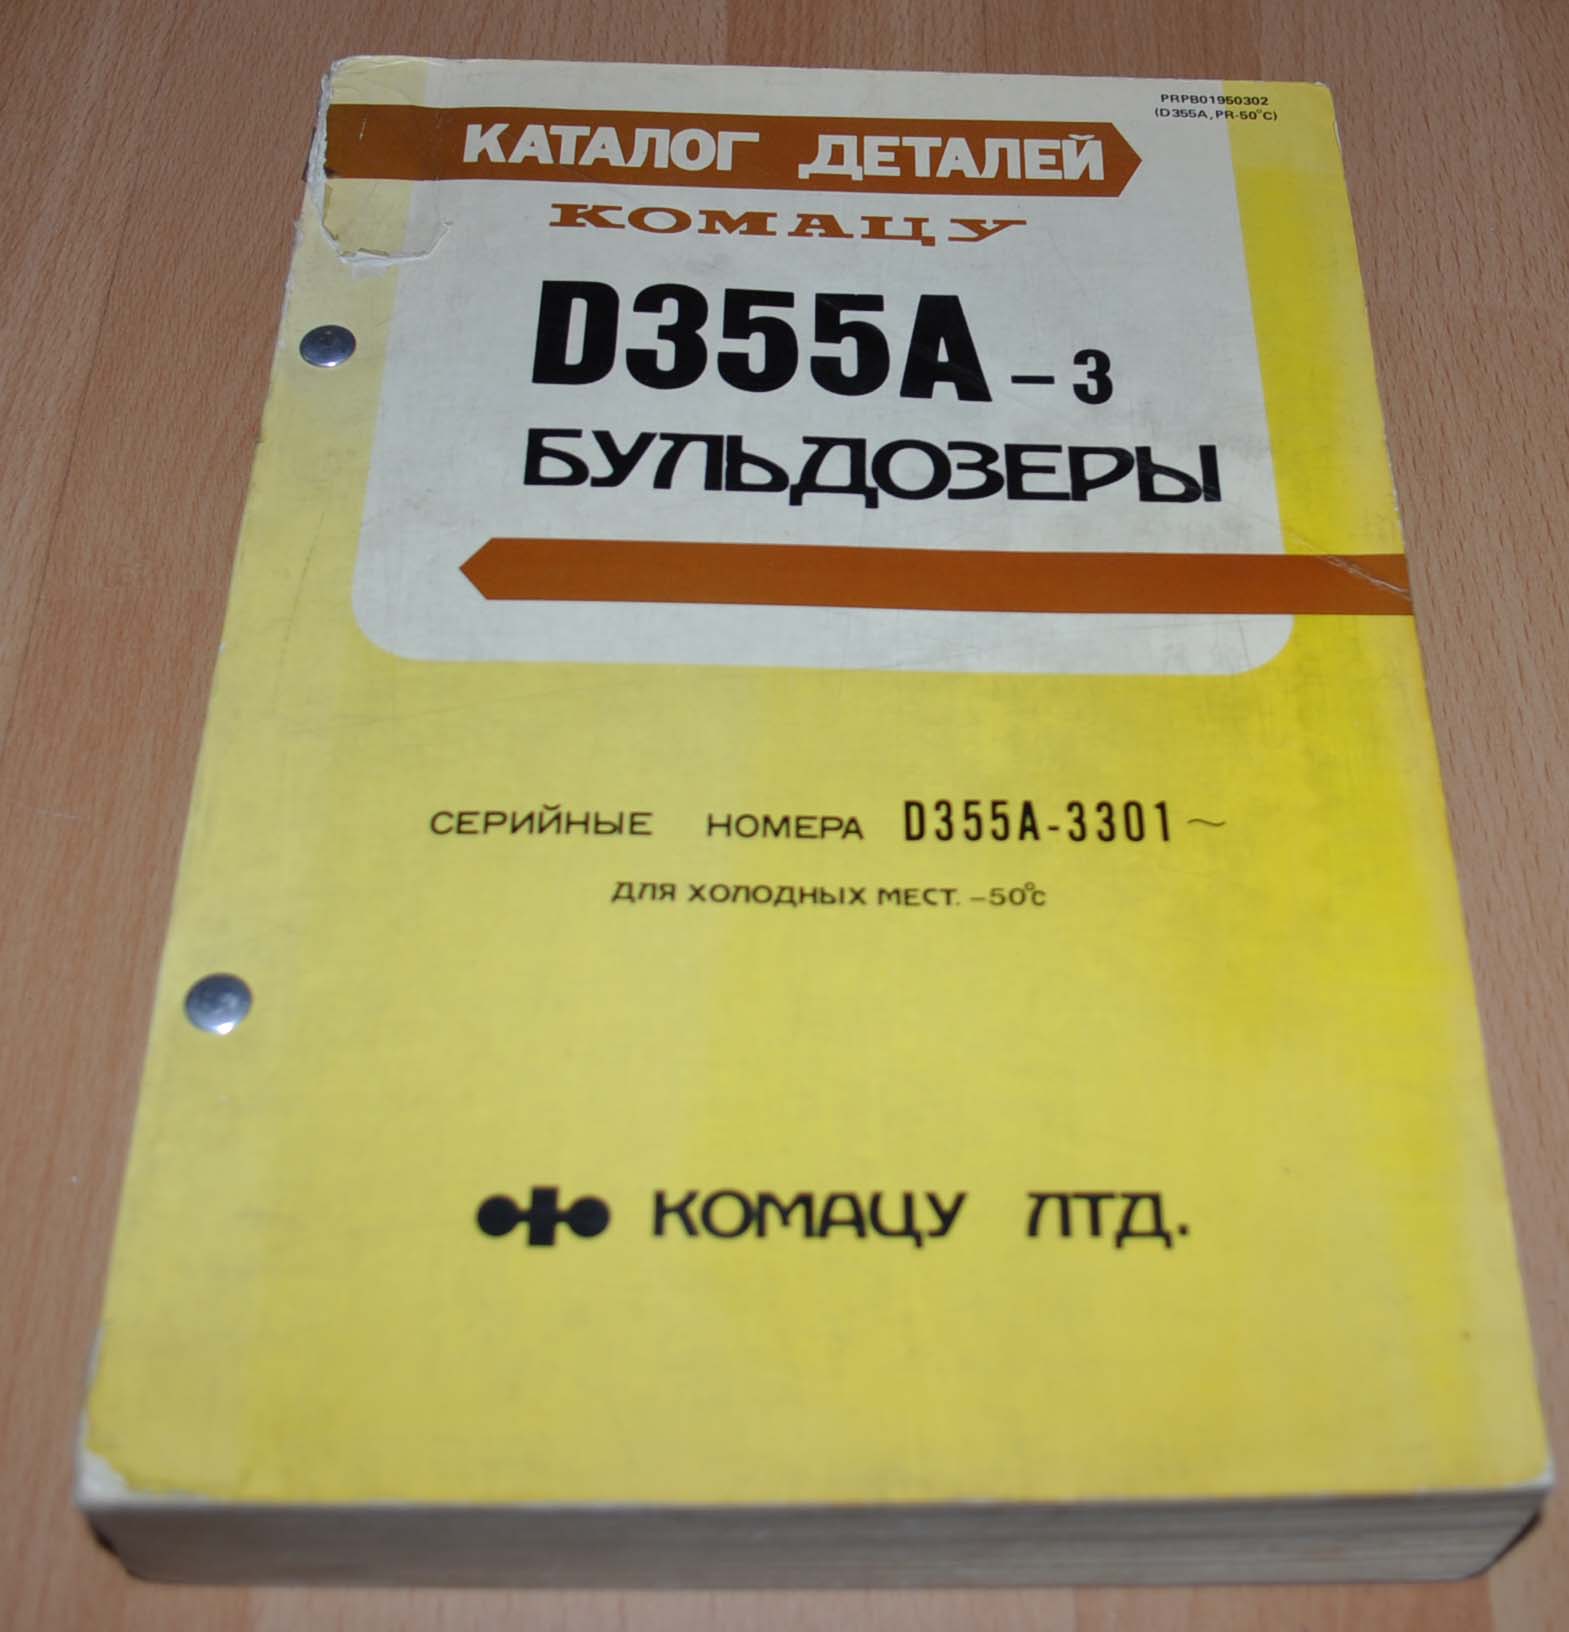 PRPB01950302
(D355A, PR-50°C)
КАТАЛОГ ДЕТАЛЕЙ
КОМАЦУ
D355A-3
БУЛЬДОЗЕРЫ
СЕРИЙНЫЕ НОМЕРА D355A-3301~
ДЛЯ ХОЛОДНЫХ МЕСТ. -50°C
КОМАЦУ ЛТД.